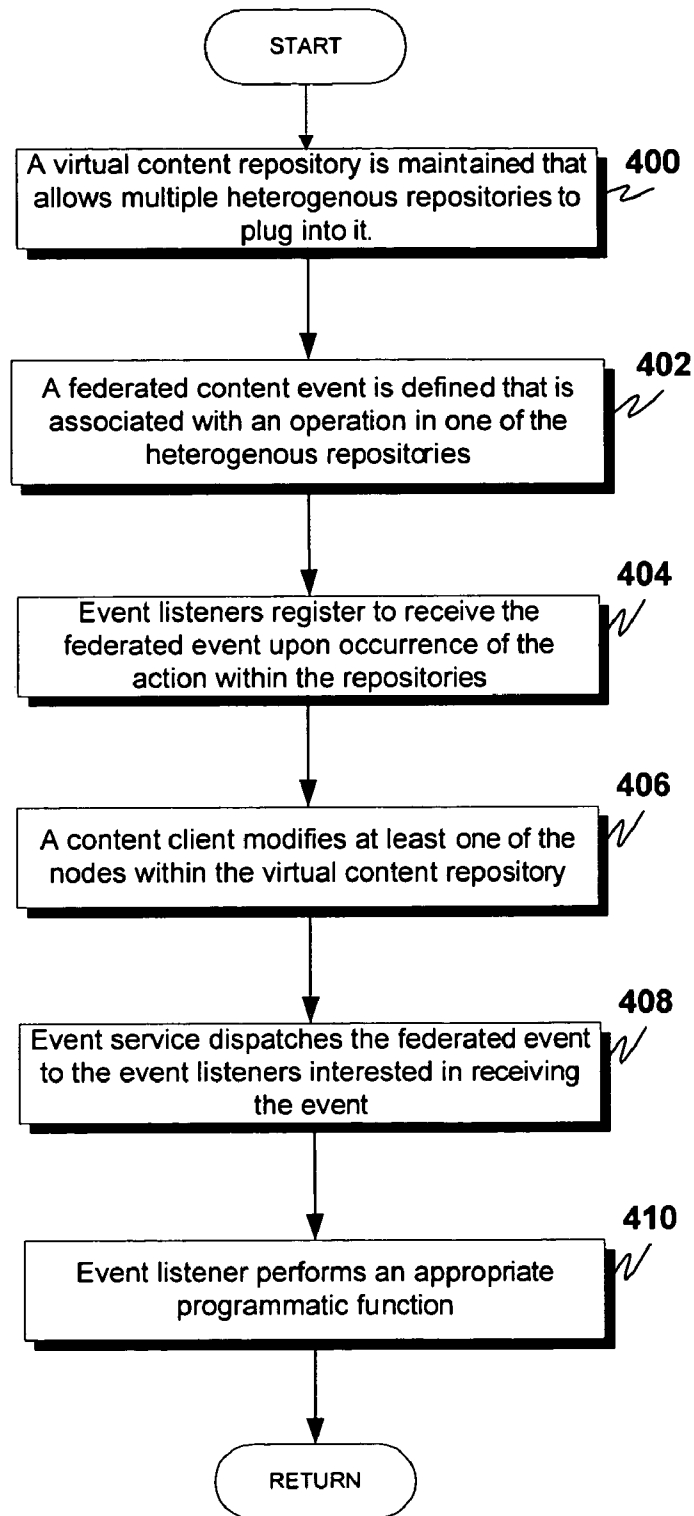 START
A virtual content repository is maintained that
allows multiple heterogenous repositories to
plug into it.
400
A federated content event is defined that is
associated with an operation in one of the
heterogenous repositories
402
Event listeners register to receive the
federated event upon occurrence of the
action within the repositories
404
A content client modifies at least one of the
nodes within the virtual content repository
406
Event service dispatches the federated event
to the event listeners interested in receiving
the event
408
Event listener performs an appropriate
programmatic function
410
RETURN